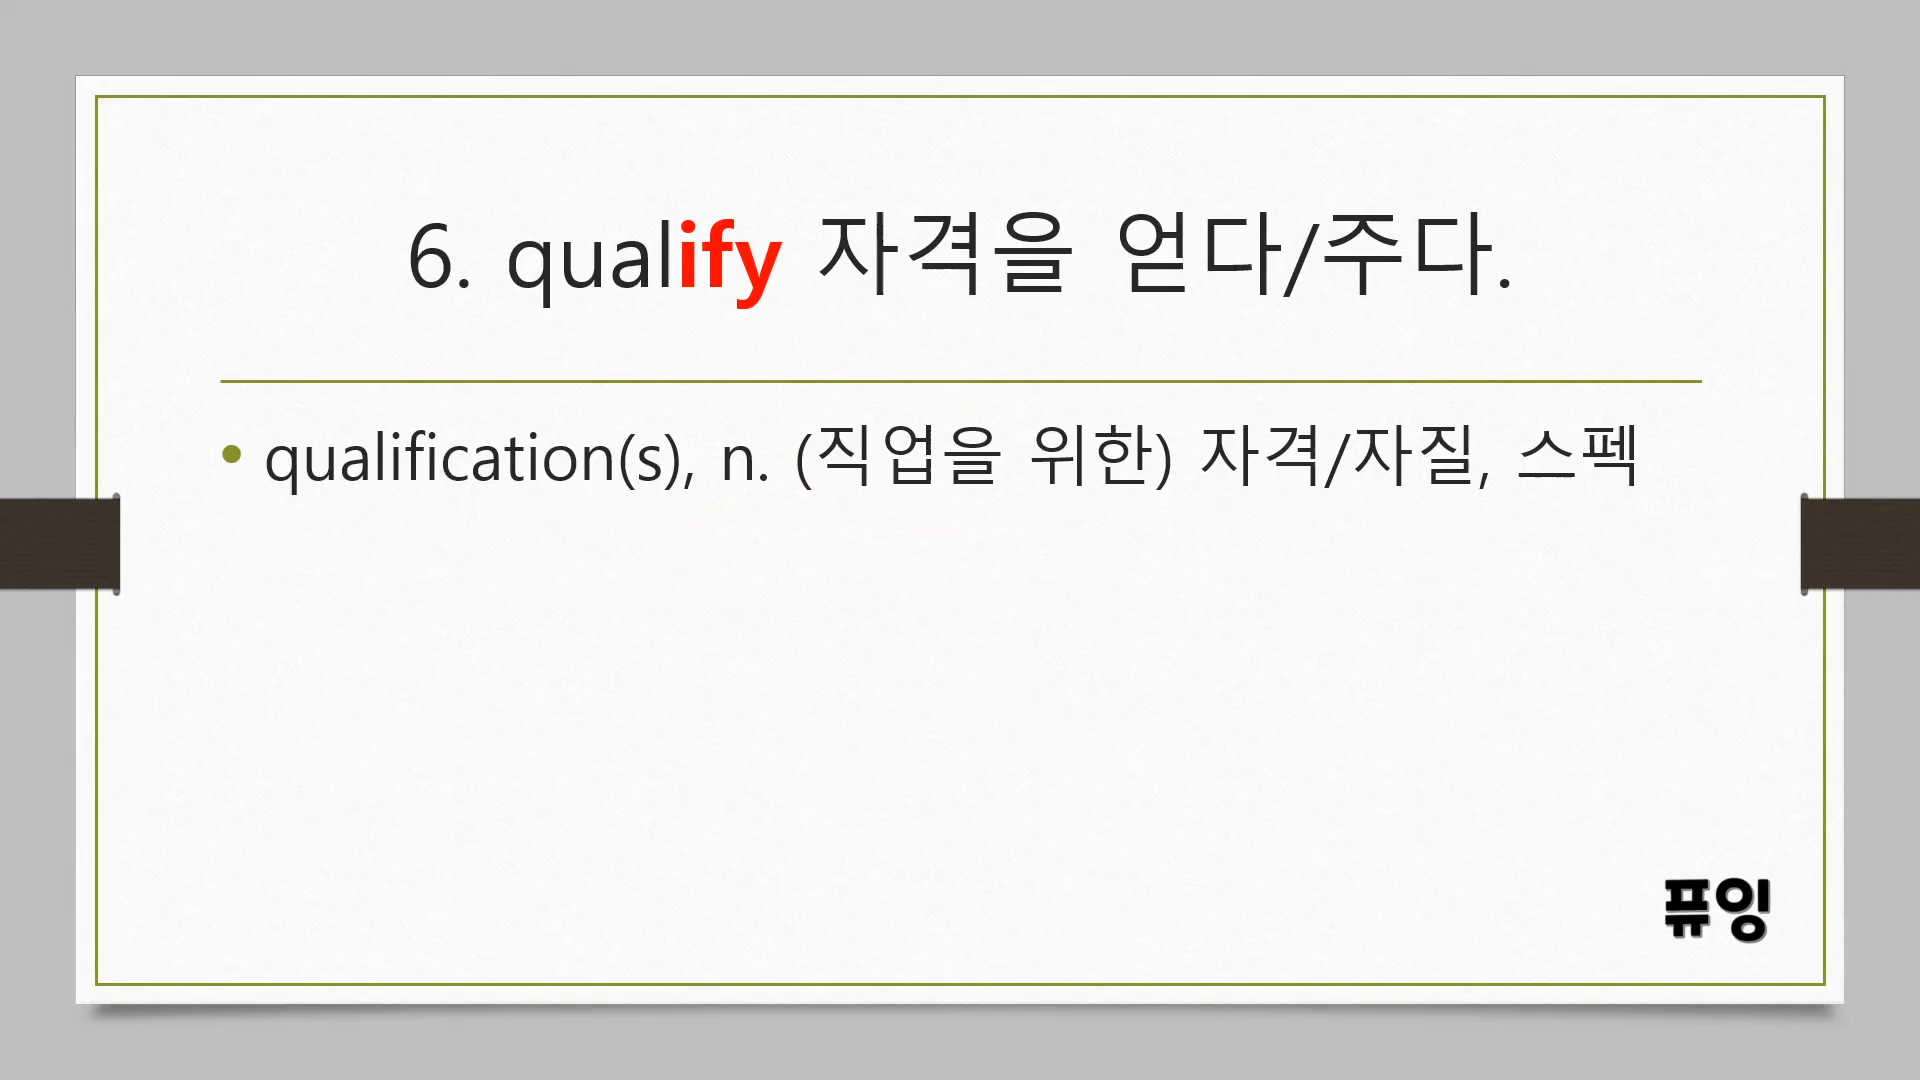 6. qualify 자격을 얻다/주다.
• qualification(s), n. (직업을 위한) 자격/자질, 스펙
퓨잉